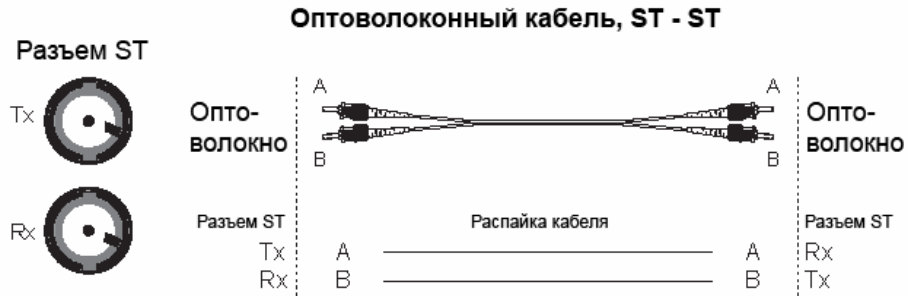 Оптоволоконный кабель, ST - ST
Разъем ST
Tx
Rx
Опто-
волокно
A
B
A
B
Опто-
волокно
Разъем ST Распайка кабеля Разъем ST
Tx A A Rx
Rx B B Tx